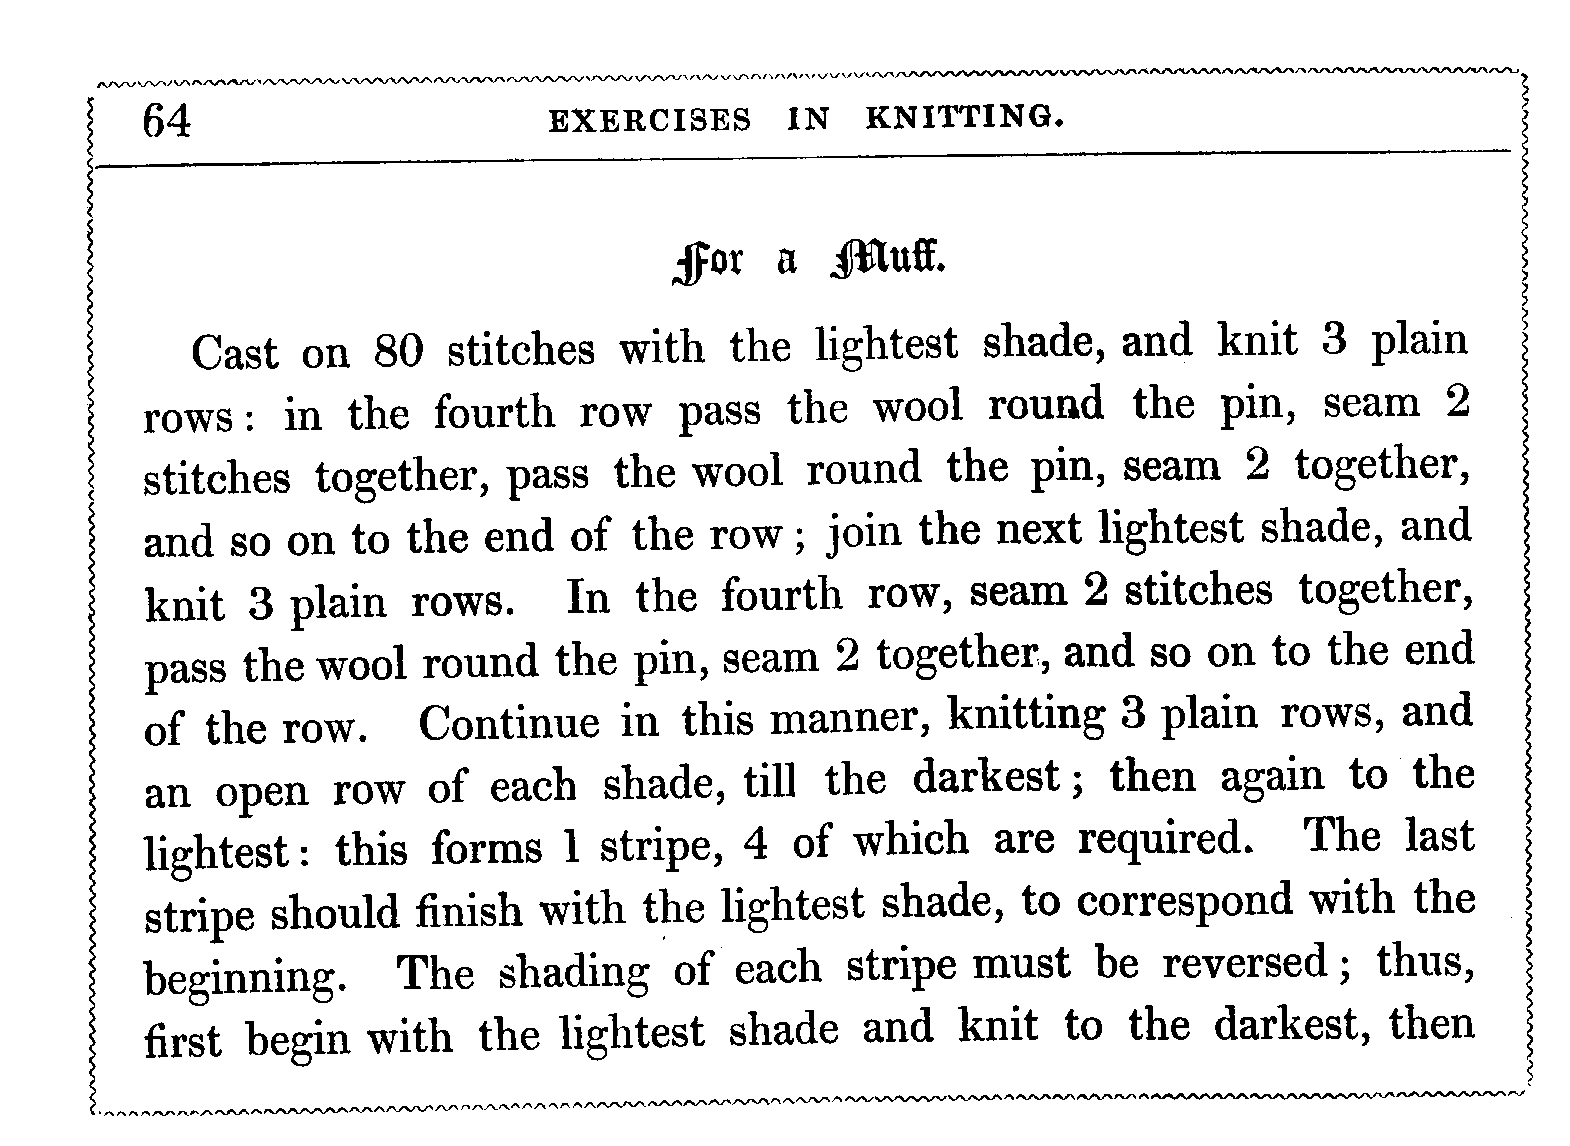 64 EXERCISES IN KNITTING.
For a Muff.
Cast on 80 stitches with the lightest shade, and knit 3 plain
rows : in the fourth row pass the wool round the pin, seam 2
stitches together, pass the wool round the pin, seam 2 together,
and so on to the end of the row ; join the next lightest shade, and
knit 3 plain rows. In the fourth row, seam 2 stitches together,
pass the wool round the pin, seam 2 together, and so on to the end
of the row. Continue in this manner, knitting 3 plain rows, and
an open row of each shade, till the darkest ; then again to the
lightest : this forms 1 stripe, 4 of which are required. The last
stripe should finish with the lightest shade, to correspond with the
beginning. The shading of each stripe must be reversed ; thus,
first begin with the lightest shade and knit to the darkest, then